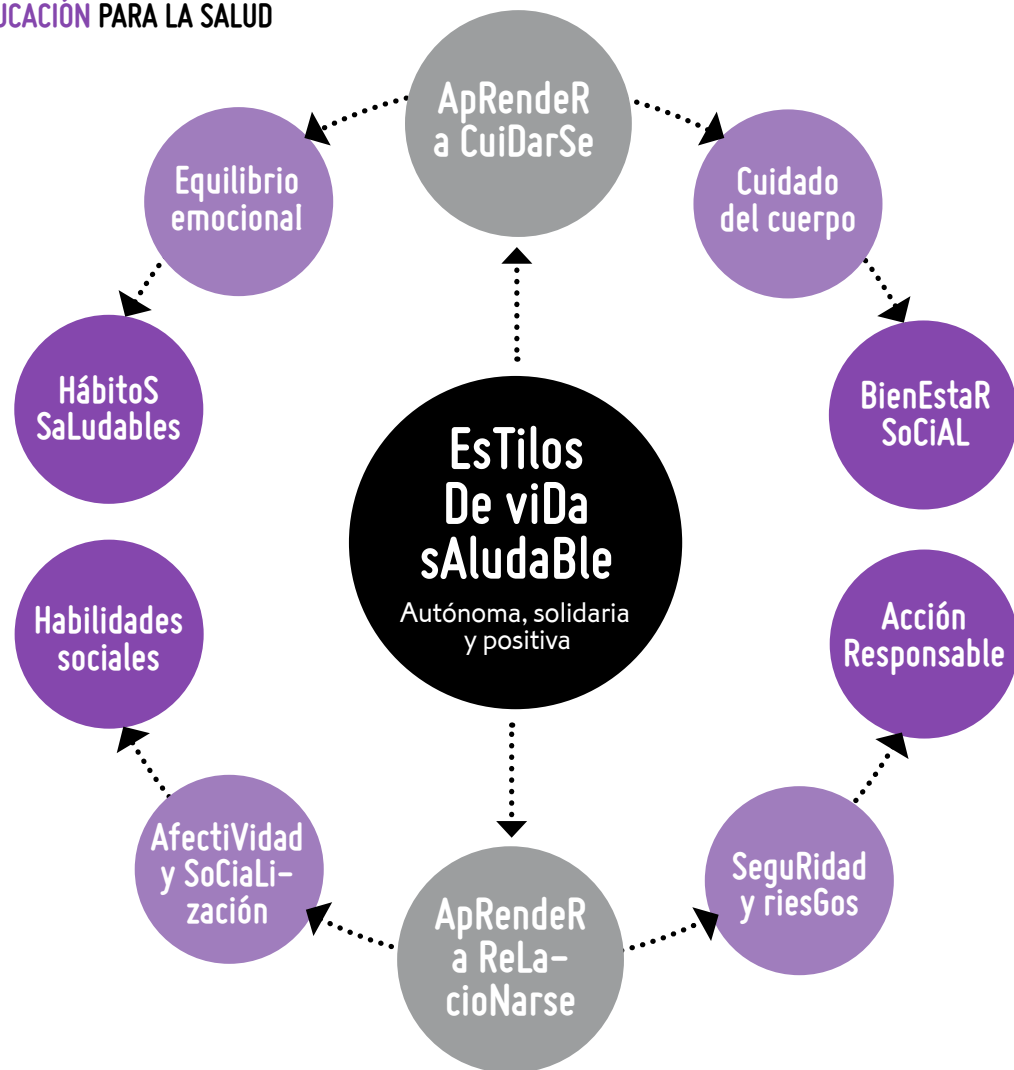 UCACIÓN PARA LA SALUD
ApRendeR
a CuiDarSe
Equilibrio
emocional
Cuidado
del cuerpo
HábitoS
SaLudables
BienEstaR
SoCiAL
EsTilos
De viDa
sAludaBle
Autónoma, solidaria
y positiva
Habilidades
sociales
Acción
Responsable
AfectiVidad
y SoCiaLi-
zación
SeguRidad
y riesGos
ApRendeR
a ReLa-
cioNarse